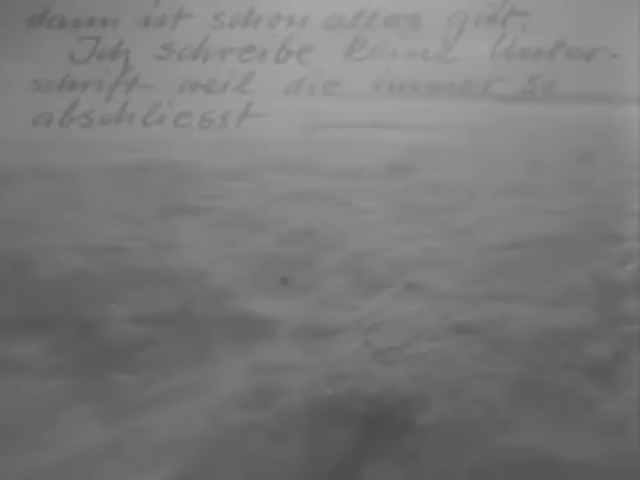 dann ist schon alles gut.
Ich schreibe keine Unter-
schrift weil die immer so
abschliesst